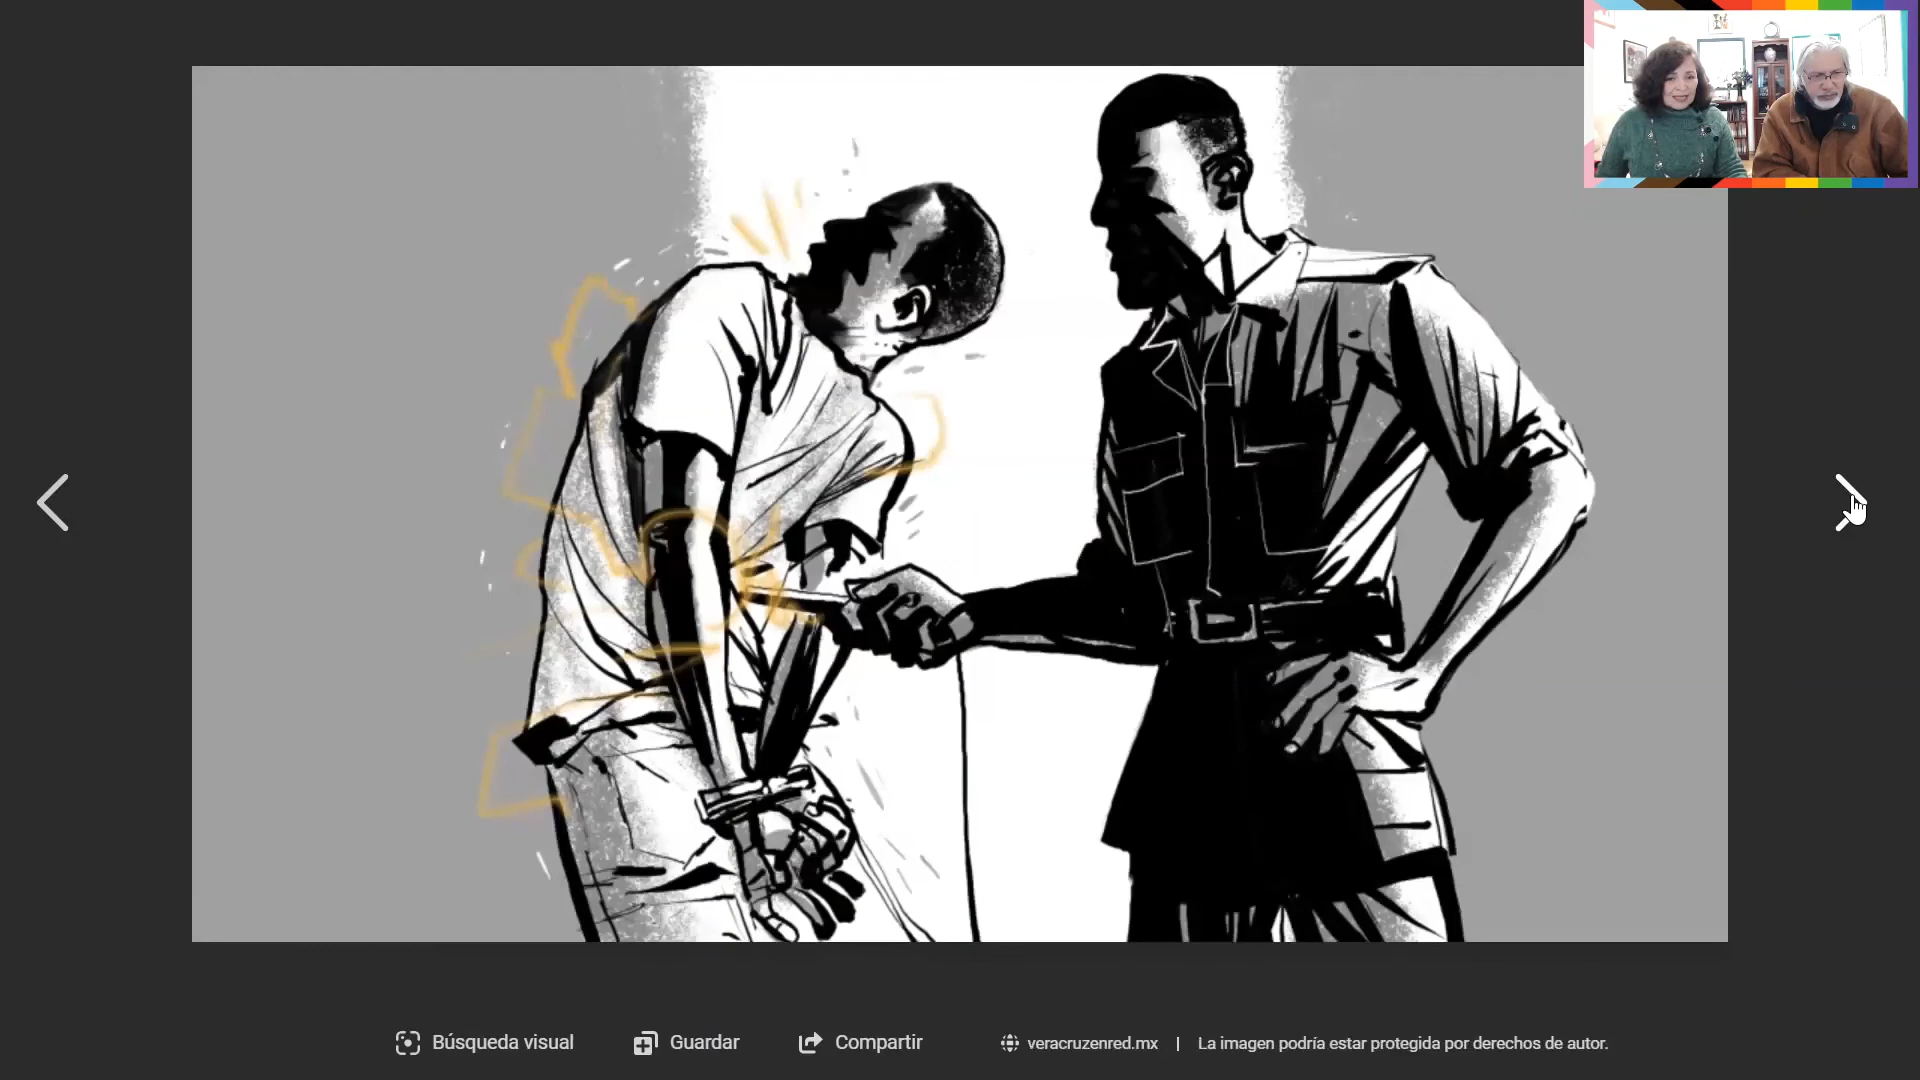 Búsqueda visual
Guardar
Compartir
veracruzenred.mx | La imagen podría estar protegida por derechos de autor.